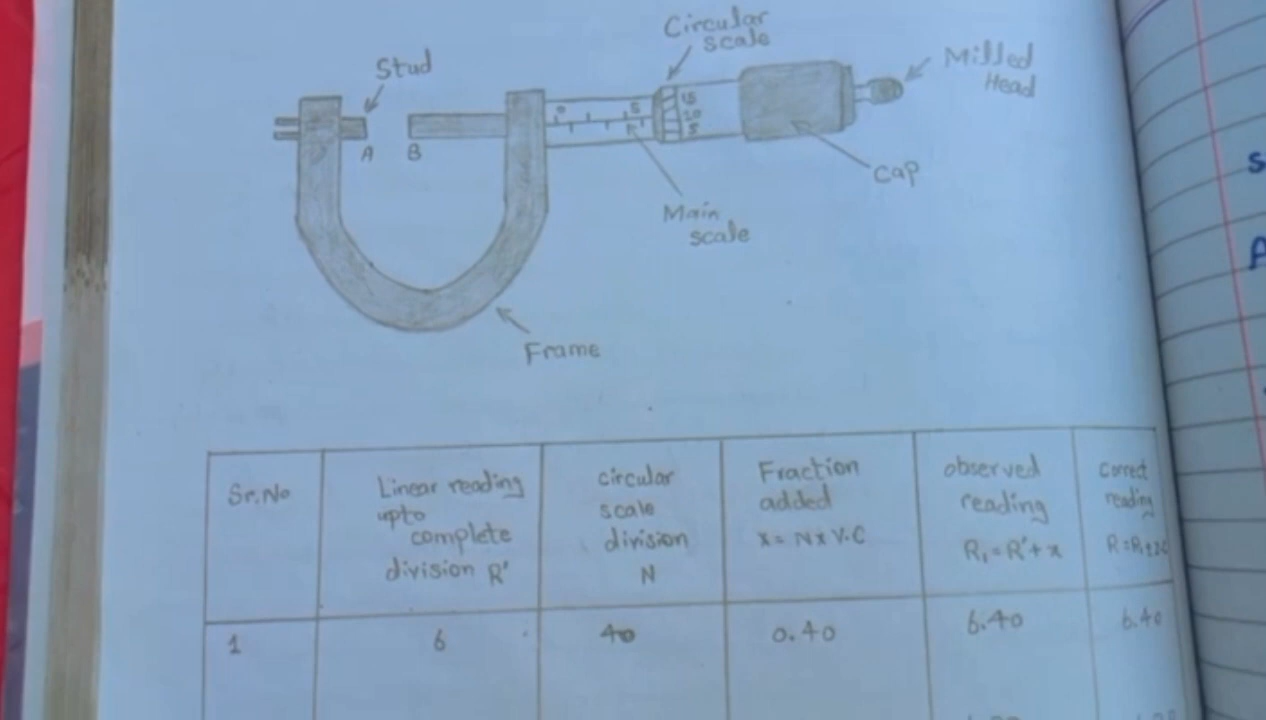 Circular
scale
Stud
Milled
Head
0 5
15
20
5
A B
cap
Main
scale
Frame
Sr.No
Linear reading
upto
complete
division R'
circular
scale
division
N
Fraction
added
x = N x V.C
observed
reading
R₁ = R' + x
Correct
reading
1 6 40 0.40 6.40 6.40